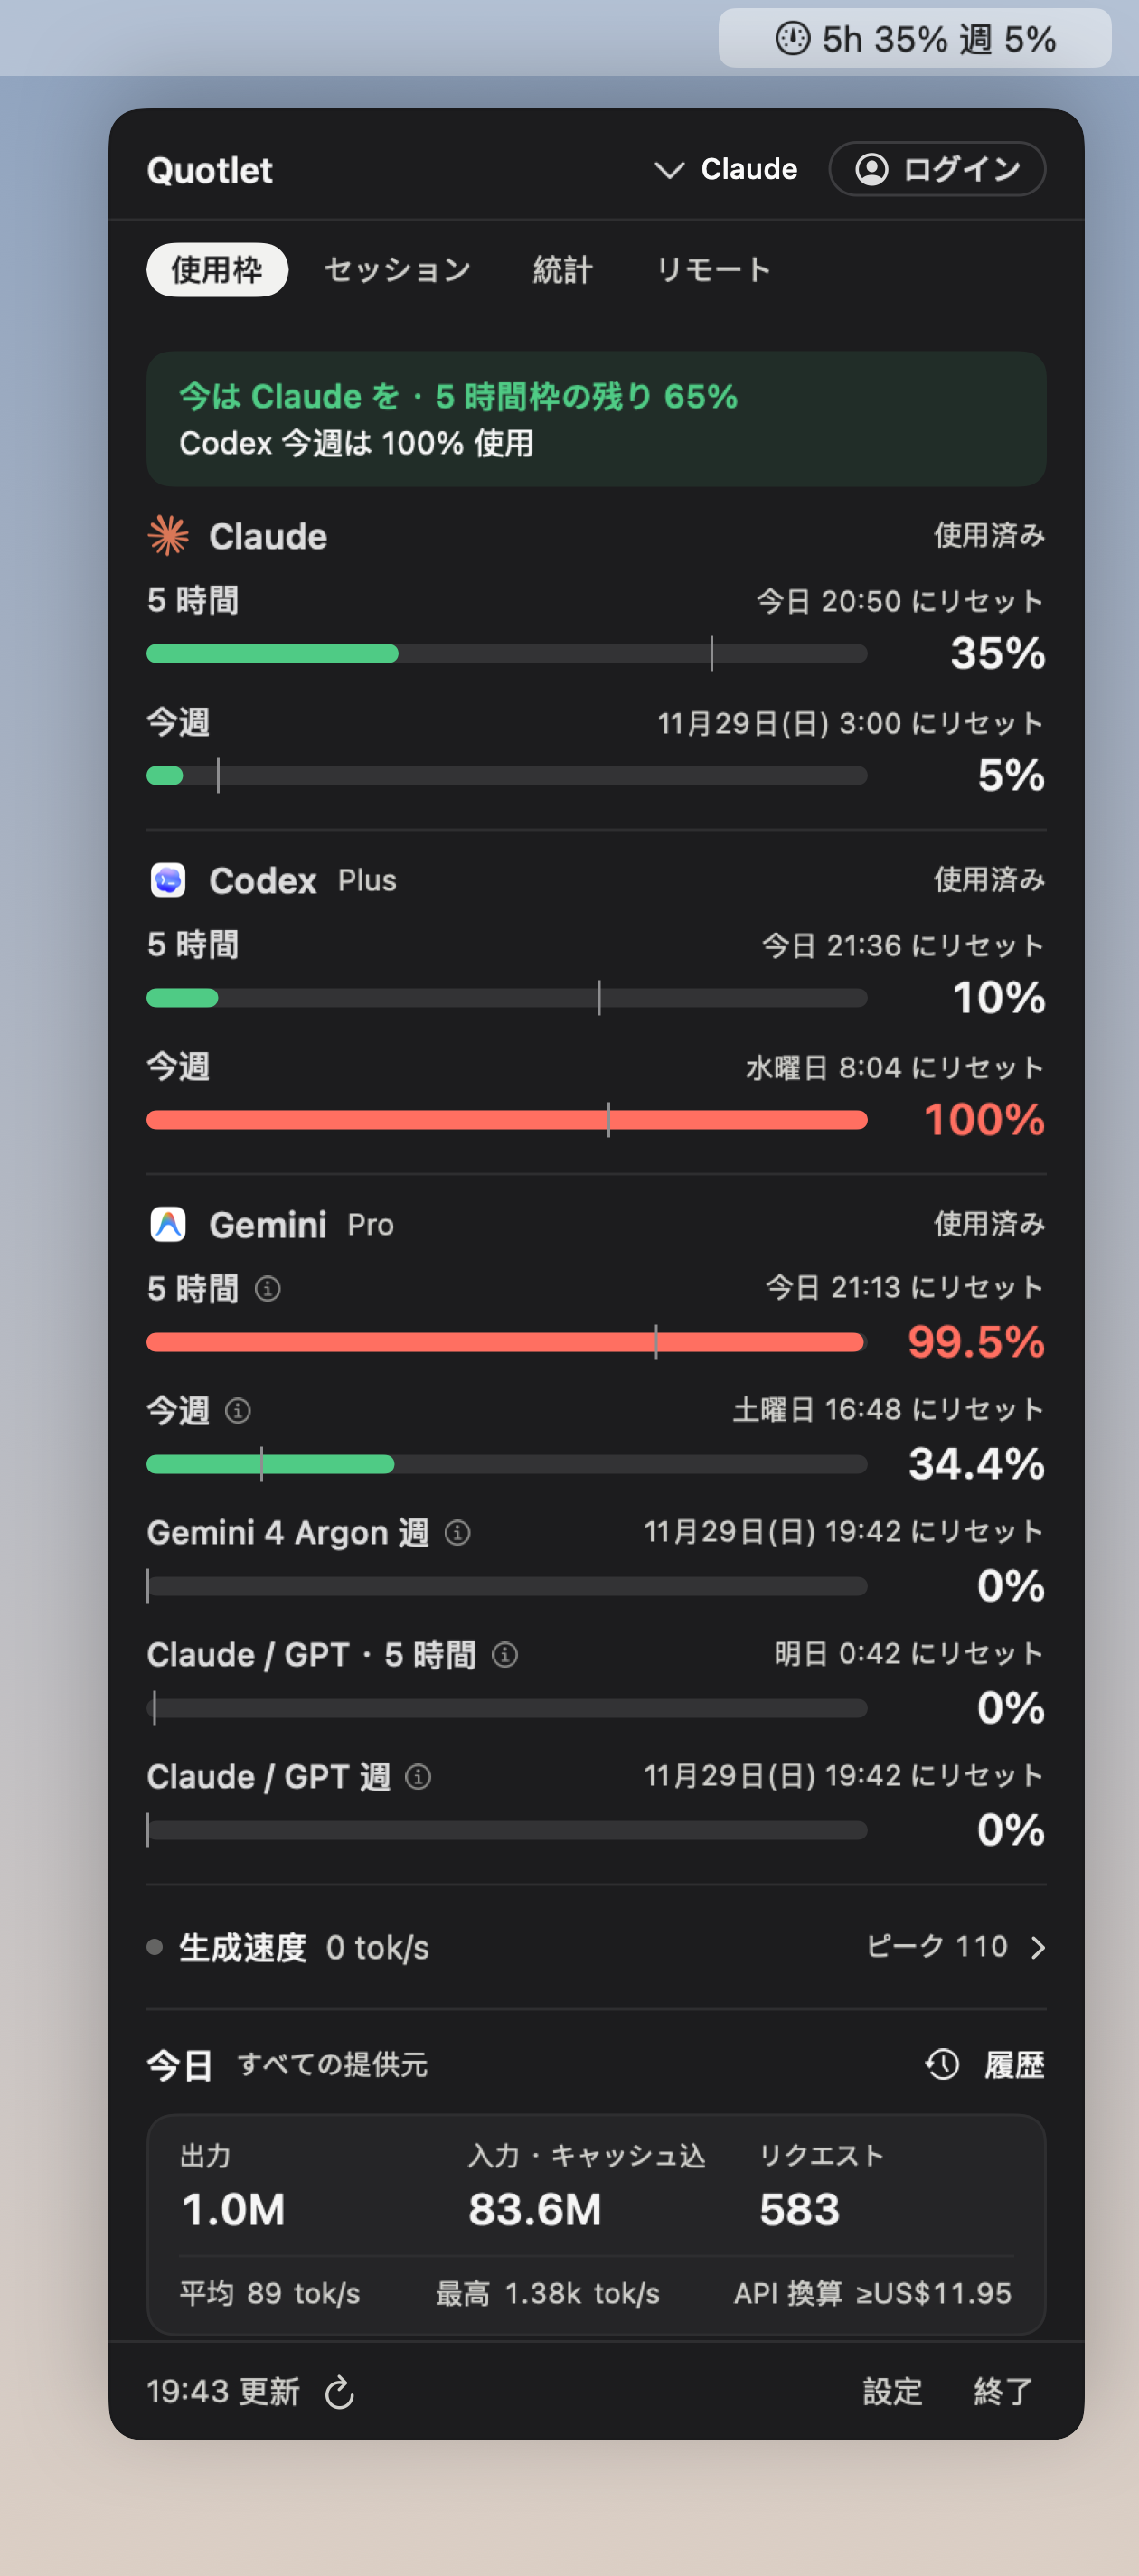 5h 35% 週 5%
Quotlet
Claude
ログイン
使用枠 セッション 統計 リモート
今は Claude を · 5 時間枠の残り 65%
Codex 今週は 100% 使用
Claude 使用済み
5 時間 今日 20:50 にリセット
35%
今週 11月29日(日) 3:00 にリセット
5%
Codex Plus 使用済み
5 時間 今日 21:36 にリセット
10%
今週 水曜日 8:04 にリセット
100%
Gemini Pro 使用済み
5 時間 今日 21:13 にリセット
99.5%
今週 土曜日 16:48 にリセット
34.4%
Gemini 4 Argon 週 11月29日(日) 19:42 にリセット
0%
Claude / GPT · 5 時間 明日 0:42 にリセット
0%
Claude / GPT 週 11月29日(日) 19:42 にリセット
0%
生成速度 0 tok/s ピーク 110
今日 すべての提供元 履歴
出力 入力 · キャッシュ込 リクエスト
1.0M 83.6M 583
平均 89 tok/s 最高 1.38k tok/s API 換算 ≥US$11.95
19:43 更新 設定 終了